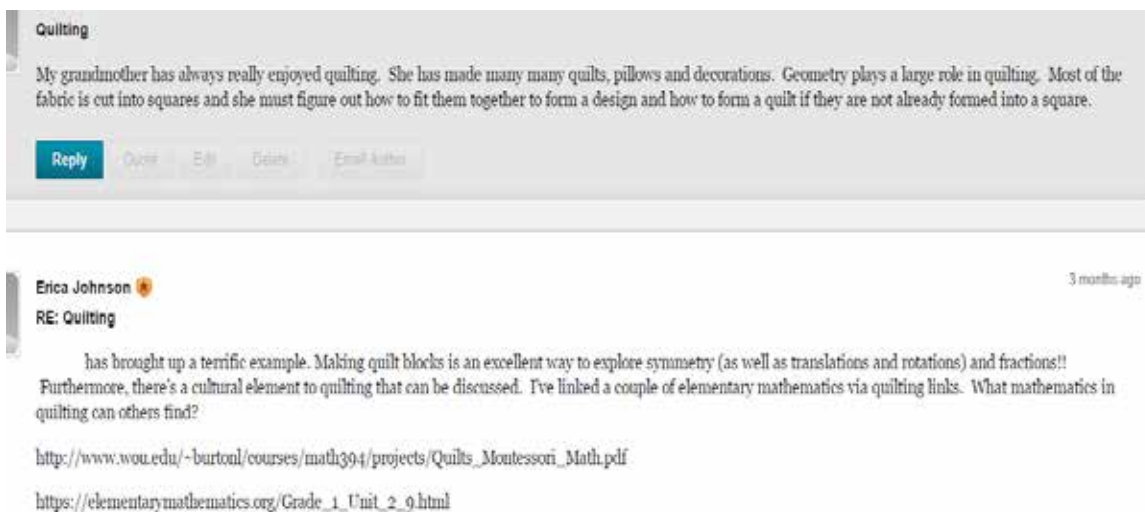 Quilting
My grandmother has always really enjoyed quilting. She has made many many quilts, pillows and decorations. Geometry plays a large role in quilting. Most of the
fabric is cut into squares and she must figure out how to fit them together to form a design and how to form a quilt if they are not already formed into a square.
Reply Quote Edit Delete Email Author
Erica Johnson
3 months ago
RE: Quilting
has brought up a terrific example. Making quilt blocks is an excellent way to explore symmetry (as well as translations and rotations) and fractions!!
Furthermore, there's a cultural element to quilting that can be discussed. I've linked a couple of elementary mathematics via quilting links. What mathematics in
quilting can others find?
http://www.wou.edu/~burtonl/courses/math394/projects/Quilts_Montessori_Math.pdf
https://elementarymathematics.org/Grade_1_Unit_2_9.html